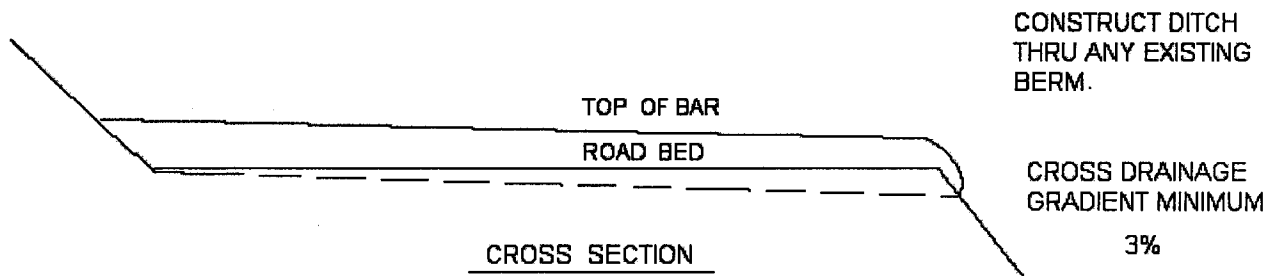 CONSTRUCT DITCH
THRU ANY EXISTING
BERM.
TOP OF BAR
ROAD BED
CROSS DRAINAGE
GRADIENT MINIMUM
3%
CROSS SECTION